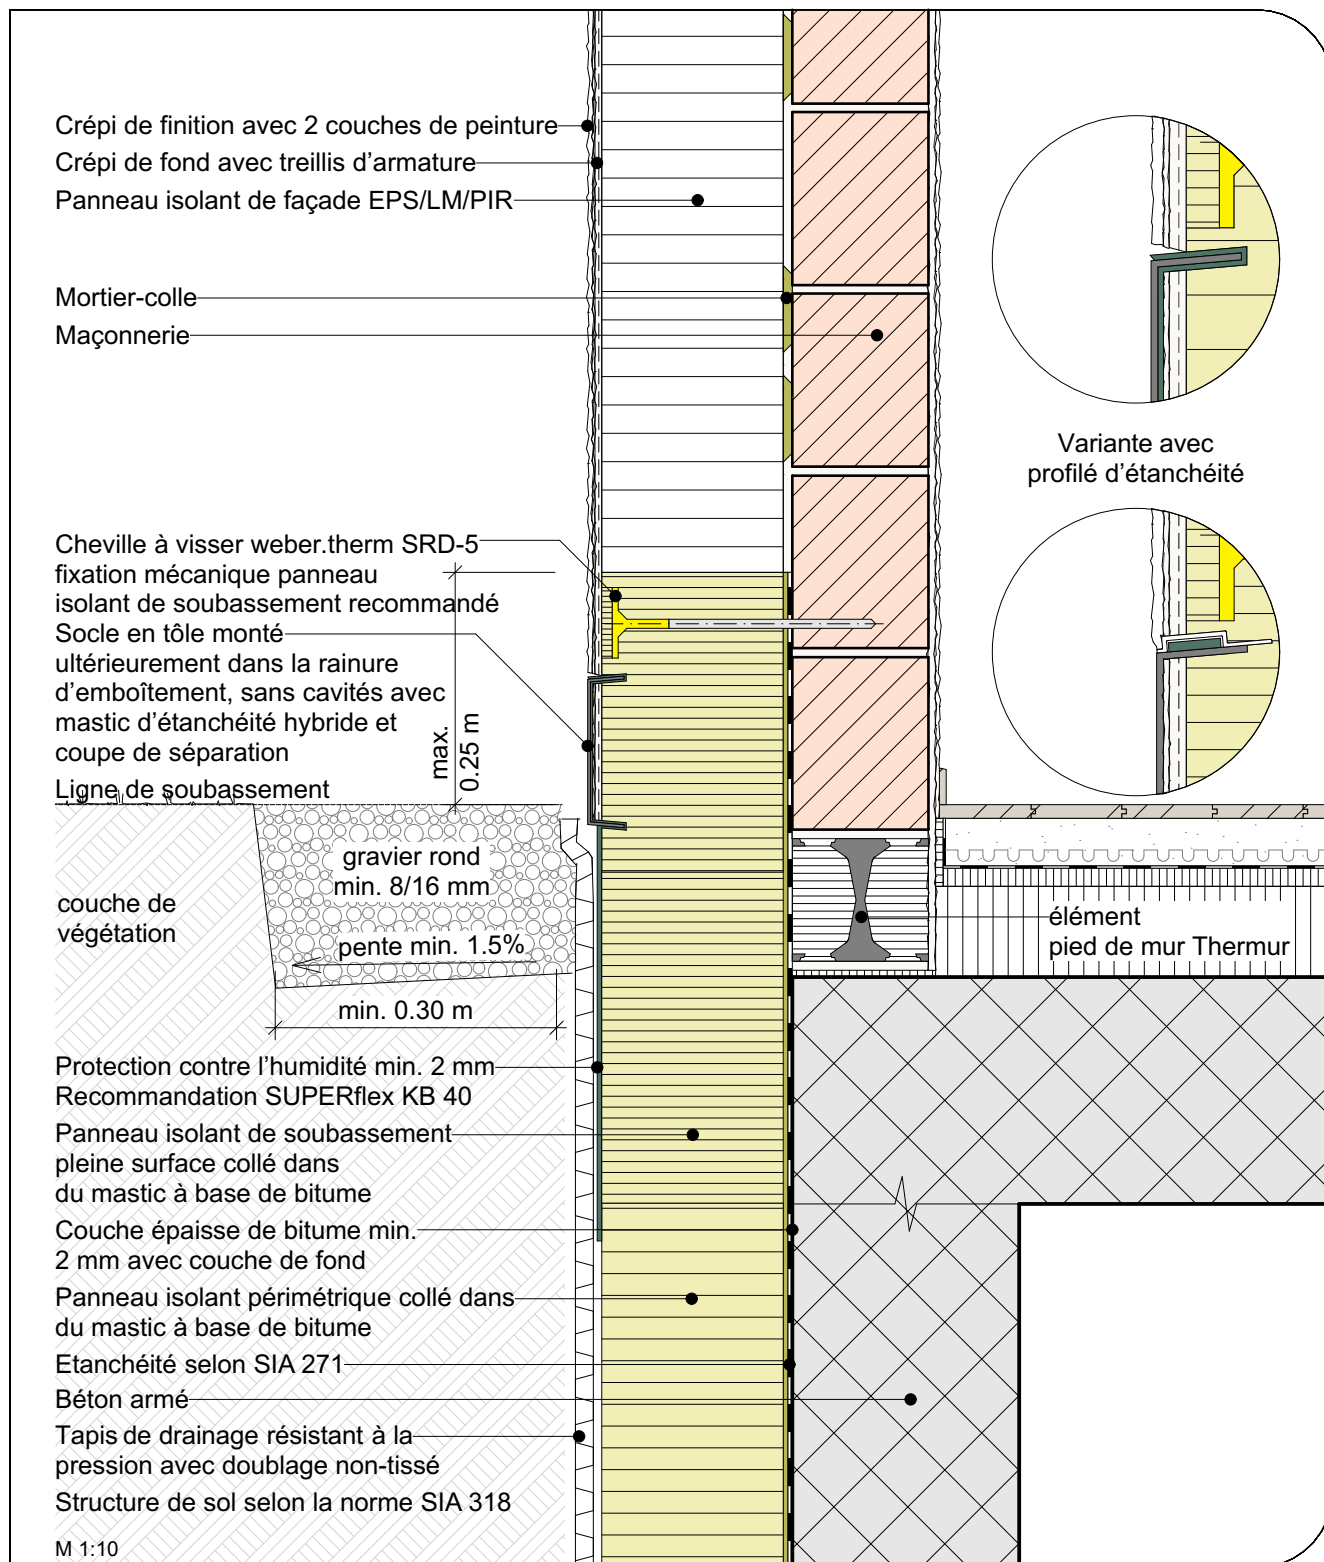 Crépi de finition avec 2 couches de peinture
Crépi de fond avec treillis d'armature
Panneau isolant de façade EPS/LM/PIR
Mortier-colle
Maçonnerie
Variante avec
profilé d'étanchéité
Cheville à visser weber.therm SRD-5
fixation mécanique panneau
isolant de soubassement recommandé
Socle en tôle monté
ultérieurement dans la rainure
d'emboîtement, sans cavités avec
mastic d'étanchéité hybride et
coupe de séparation
max.
0.25 m
Ligne de soubassement
gravier rond
min. 8/16 mm
couche de
végétation
pente min. 1.5%
min. 0.30 m
élément
pied de mur Thermur
Protection contre l'humidité min. 2 mm
Recommandation SUPERflex KB 40
Panneau isolant de soubassement
pleine surface collé dans
du mastic à base de bitume
Couche épaisse de bitume min.
2 mm avec couche de fond
Panneau isolant périmétrique collé dans
du mastic à base de bitume
Etanchéité selon SIA 271
Béton armé
Tapis de drainage résistant à la
pression avec doublage non-tissé
Structure de sol selon la norme SIA 318
M 1:10